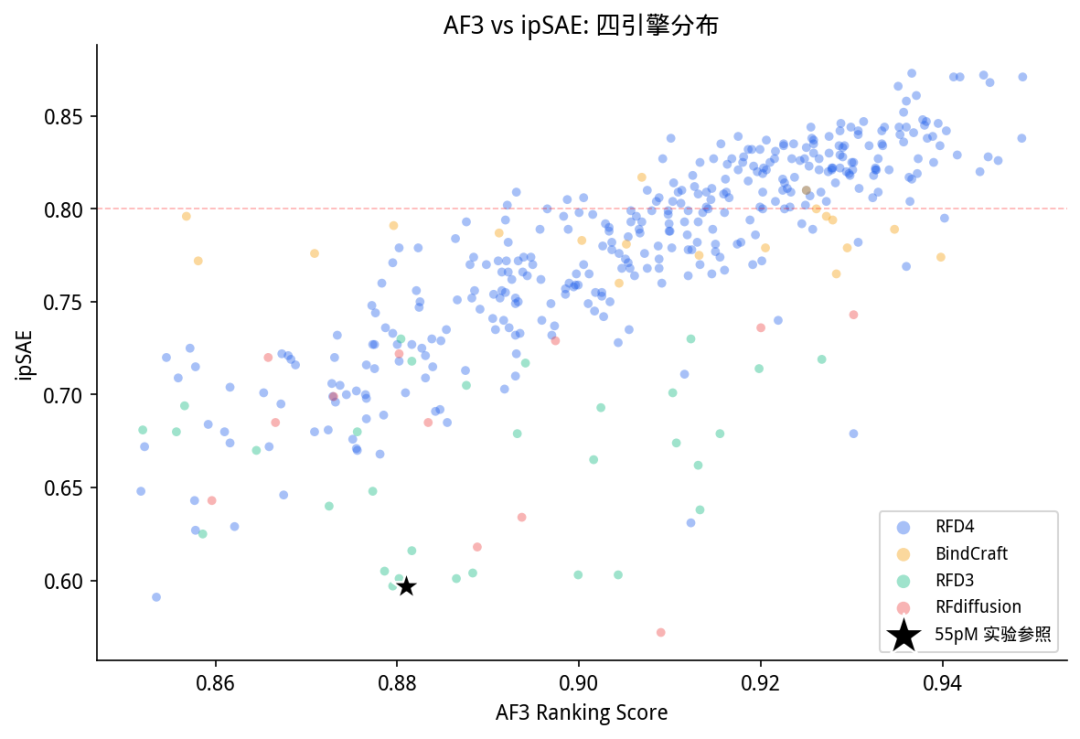 AF3 vs ipSAE: 四引擎分布
ipSAE
0.85
0.80
0.75
0.70
0.65
0.60
0.86
0.88
0.90
0.92
0.94
AF3 Ranking Score
RFD4
BindCraft
RFD3
RFdiffusion
55pM 实验参照